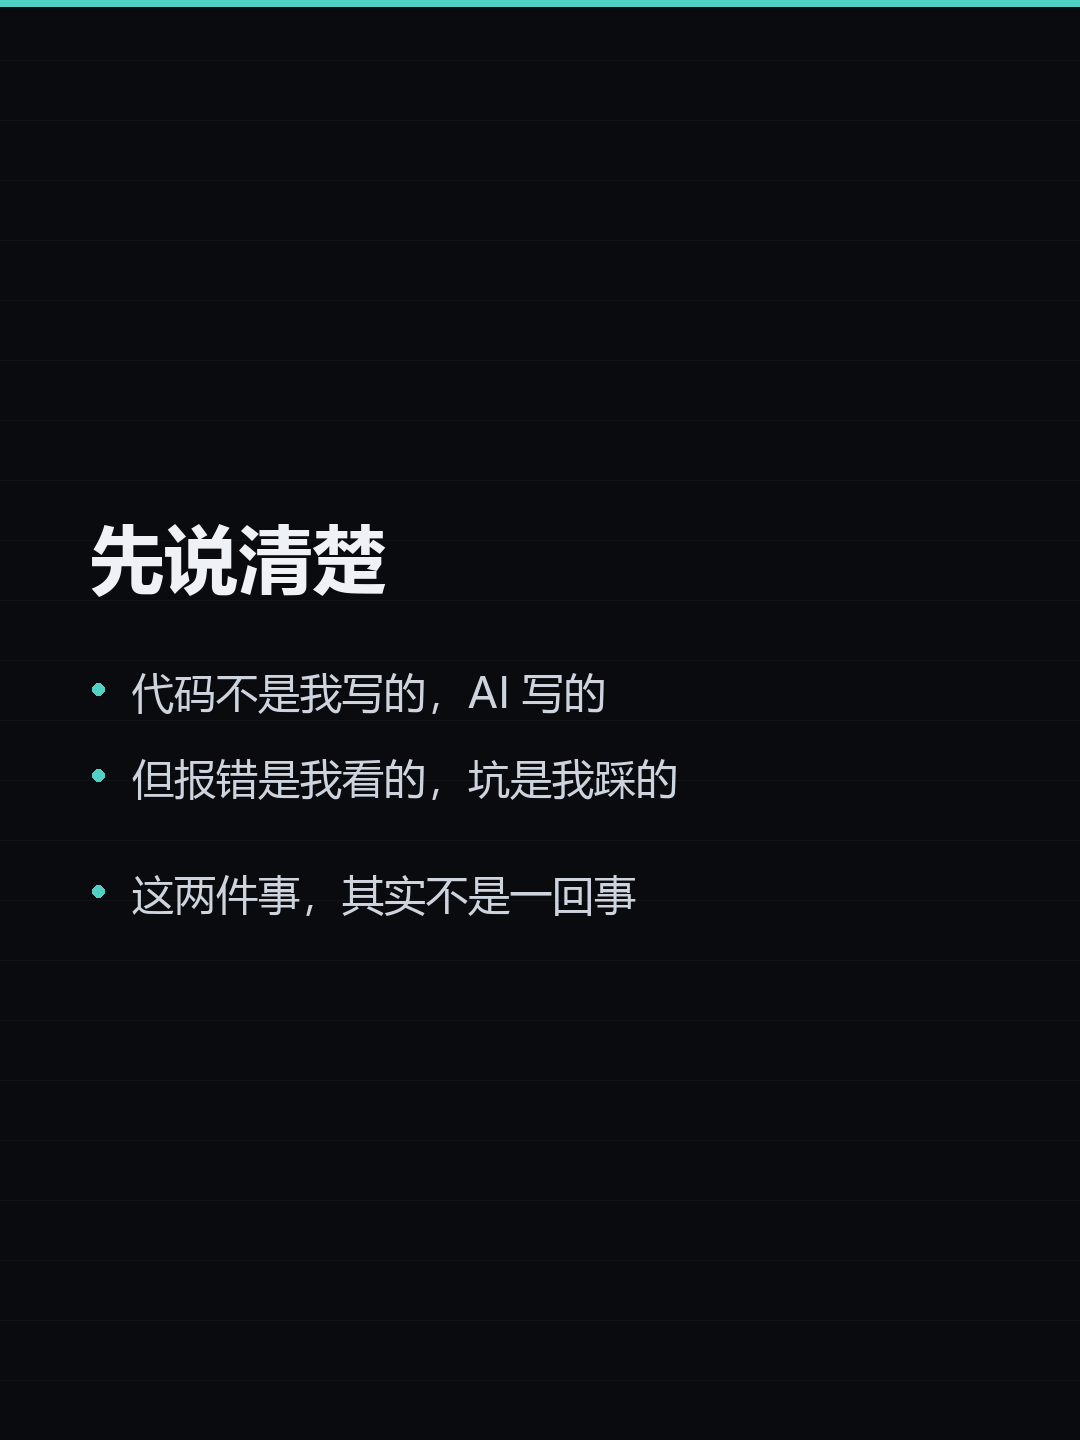 先说清楚
• 代码不是我写的，AI 写的
• 但报错是我看的，坑是我踩的
• 这两件事，其实不是一回事